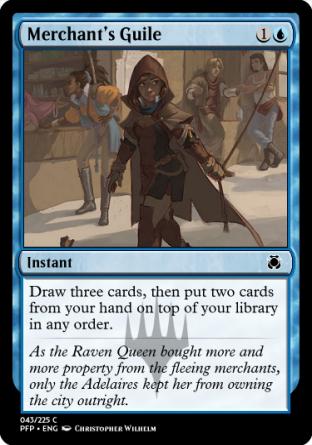 Merchant's Guile 1
Instant
Draw three cards, then put two cards
from your hand on top of your library
in any order.
As the Raven Queen bought more and
more property from the fleeing merchants,
only the Adelaires kept her from owning
the city outright.
043/225 C
PFP • ENG Christopher Wilhelm